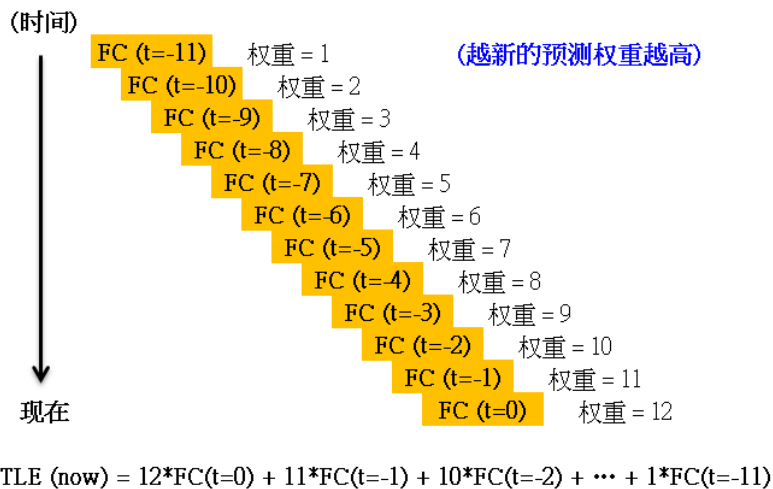 (时间)
FC (t=-11) 权重 = 1 (越新的预测权重越高)
FC (t=-10) 权重 = 2
FC (t=-9) 权重 = 3
FC (t=-8) 权重 = 4
FC (t=-7) 权重 = 5
FC (t=-6) 权重 = 6
FC (t=-5) 权重 = 7
FC (t=-4) 权重 = 8
FC (t=-3) 权重 = 9
FC (t=-2) 权重 = 10
FC (t=-1) 权重 = 11
现在 FC (t=0) 权重 = 12
TLE (now) = 12*FC(t=0) + 11*FC(t=-1) + 10*FC(t=-2) + ··· + 1*FC(t=-11)